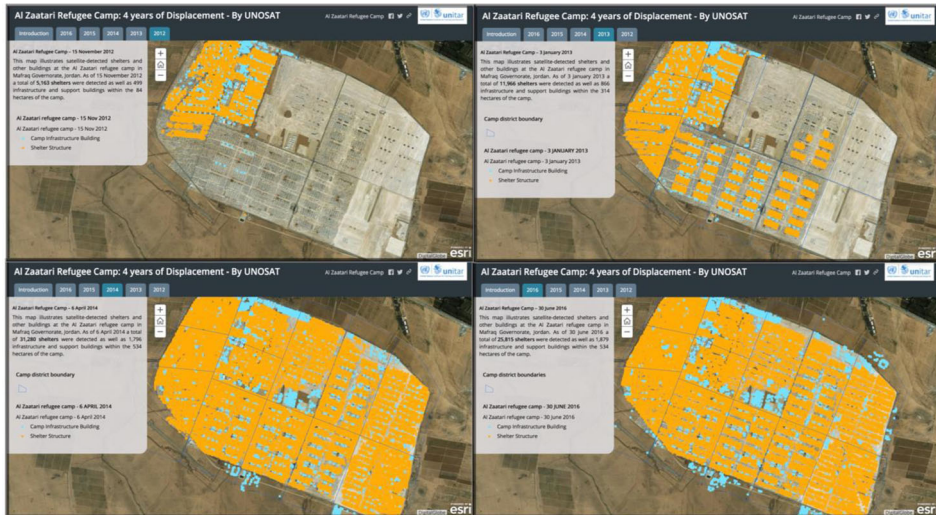 Al Zaatari Refugee Camp: 4 years of Displacement - By UNOSAT
Al Zaatari Refugee Camp
unitar
Introduction 2016 2015 2014 2013 2012
Al Zaatari Refugee Camp - 15 November 2012
This map illustrates satellite-detected shelters and
other buildings at the Al Zaatari refugee camp in
Mafraq Governorate, Jordan. As of 15 November 2012
a total of 5,163 shelters were detected as well as 499
infrastructure and support buildings within the 84
hectares of the camp.
Al Zaatari refugee camp - 15 Nov 2012
Al Zaatari refugee camp - 15 Nov 2012
Camp Infrastructure Building
Shelter Structure
DigitalGlobe
esri
Al Zaatari Refugee Camp: 4 years of Displacement - By UNOSAT
Al Zaatari Refugee Camp
unitar
Introduction 2016 2015 2014 2013 2012
Al Zaatari Refugee Camp - 3 January 2013
This map illustrates satellite-detected shelters and
other buildings at the Al Zaatari refugee camp in
Mafraq Governorate, Jordan. As of 3 January 2013 a
total of 11,966 shelters were detected as well as 866
infrastructure and support buildings within the 314
hectares of the camp.
Camp district boundary
Al Zaatari refugee camp - 3 JANUARY 2013
Al Zaatari refugee camp - 3 January 2013
Camp Infrastructure Building
Shelter Structure
DigitalGlobe
esri
Al Zaatari Refugee Camp: 4 years of Displacement - By UNOSAT
Al Zaatari Refugee Camp
unitar
Introduction 2016 2015 2014 2013 2012
Al Zaatari Refugee Camp - 6 April 2014
This map illustrates satellite-detected shelters and
other buildings at the Al Zaatari refugee camp in
Mafraq Governorate, Jordan. As of 6 April 2014 a total
of 31,280 shelters were detected as well as 1,796
infrastructure and support buildings within the 534
hectares of the camp.
Camp district boundary
Al Zaatari refugee camp - 6 APRIL 2014
Al Zaatari refugee camp - 6 April 2014
Camp Infrastructure Building
Shelter Structure
DigitalGlobe
esri
Al Zaatari Refugee Camp: 4 years of Displacement - By UNOSAT
Al Zaatari Refugee Camp
unitar
Introduction 2016 2015 2014 2013 2012
Al Zaatari Refugee Camp - 30 June 2016
This map illustrates satellite-detected shelters and
other buildings at the Al Zaatari refugee camp in
Mafraq Governorate, Jordan. As of 30 June 2016 a
total of 25,815 shelters were detected as well as 1,879
infrastructure and support buildings within the 534
hectares of the camp.
Camp district boundaries
Al Zaatari refugee camp - 30 JUNE 2016
Al Zaatari refugee camp - 30 June 2016
Camp Infrastructure Building
Shelter Structure
DigitalGlobe
esri